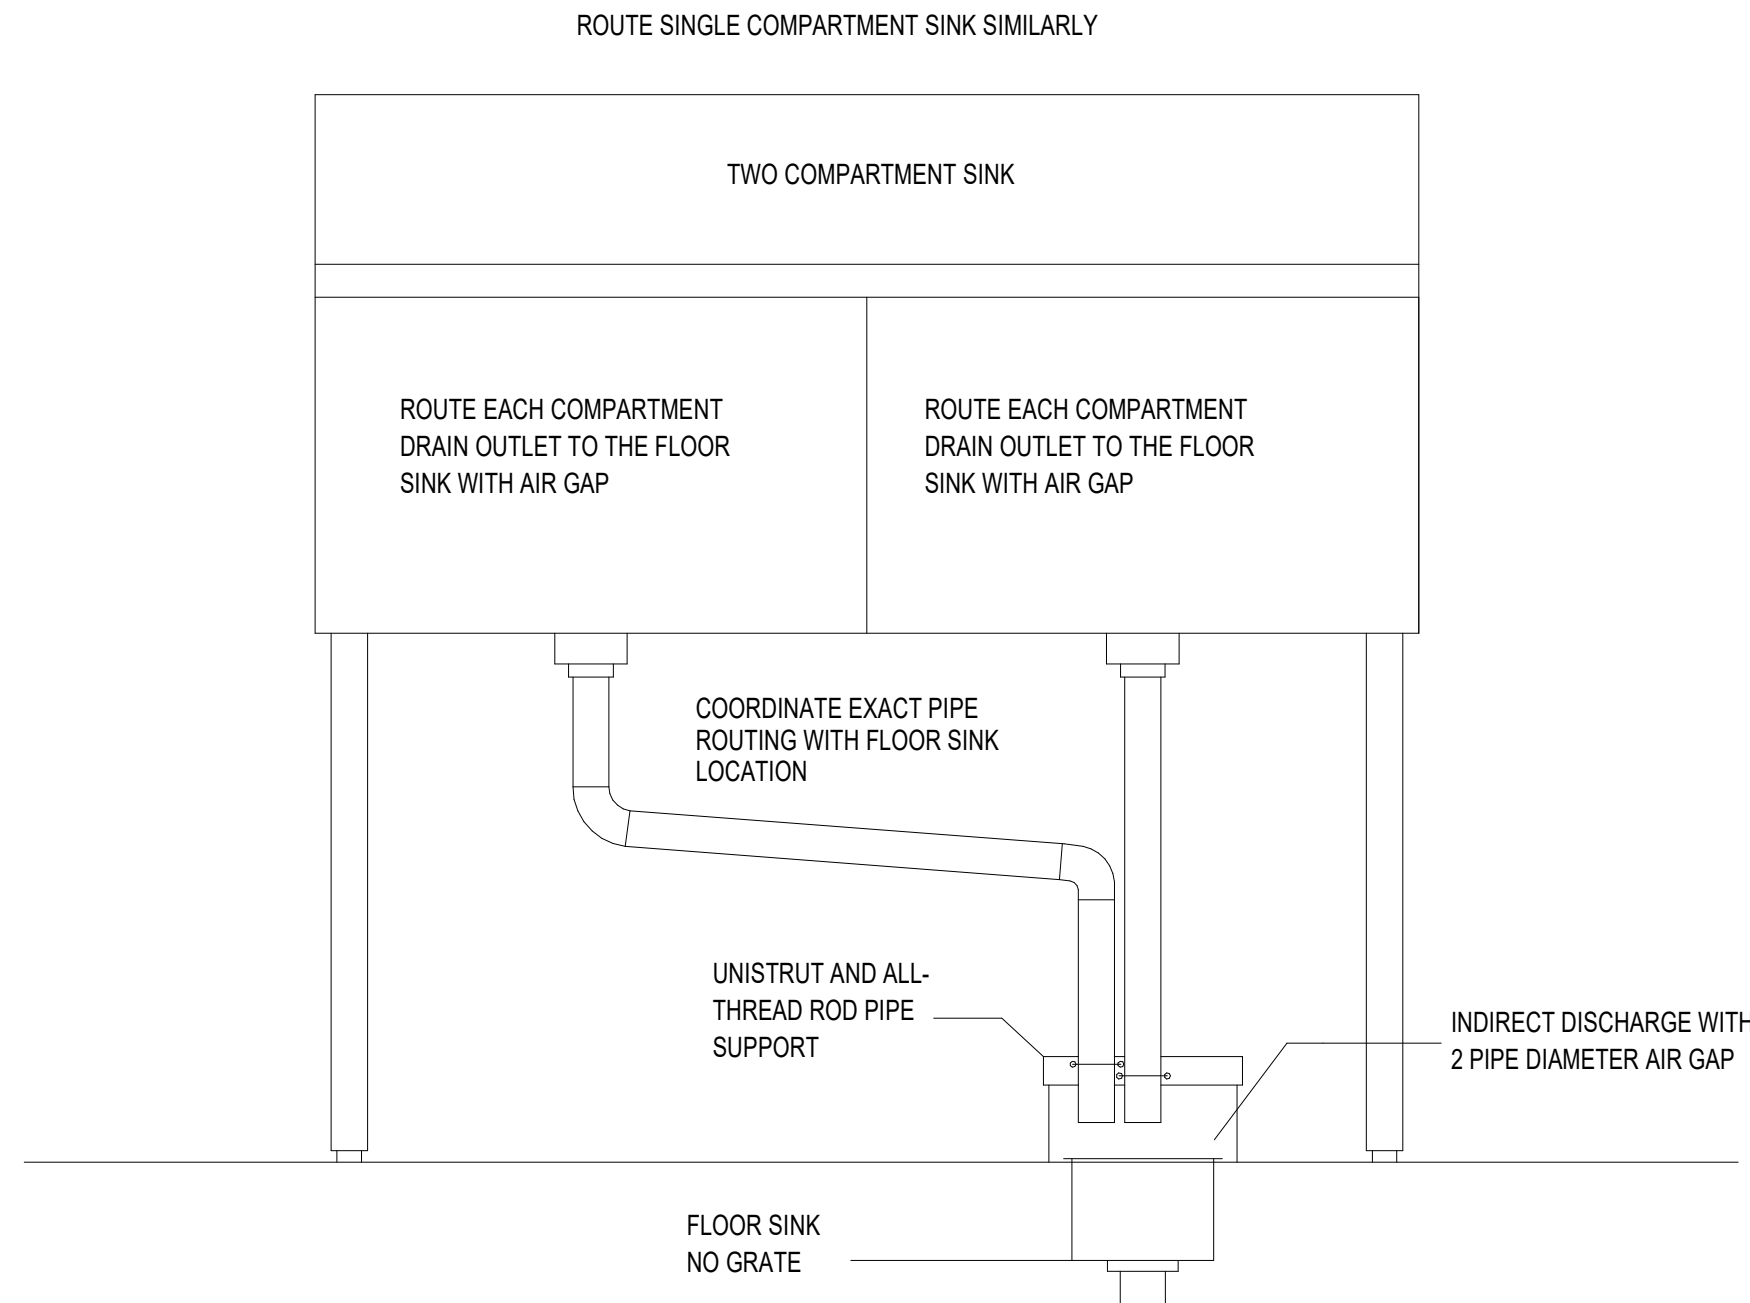 ROUTE SINGLE COMPARTMENT SINK SIMILARLY
TWO COMPARTMENT SINK
ROUTE EACH COMPARTMENT
DRAIN OUTLET TO THE FLOOR
SINK WITH AIR GAP
ROUTE EACH COMPARTMENT
DRAIN OUTLET TO THE FLOOR
SINK WITH AIR GAP
COORDINATE EXACT PIPE
ROUTING WITH FLOOR SINK
LOCATION
UNISTRUT AND ALL-
THREAD ROD PIPE
SUPPORT
INDIRECT DISCHARGE WITH
2 PIPE DIAMETER AIR GAP
FLOOR SINK
NO GRATE